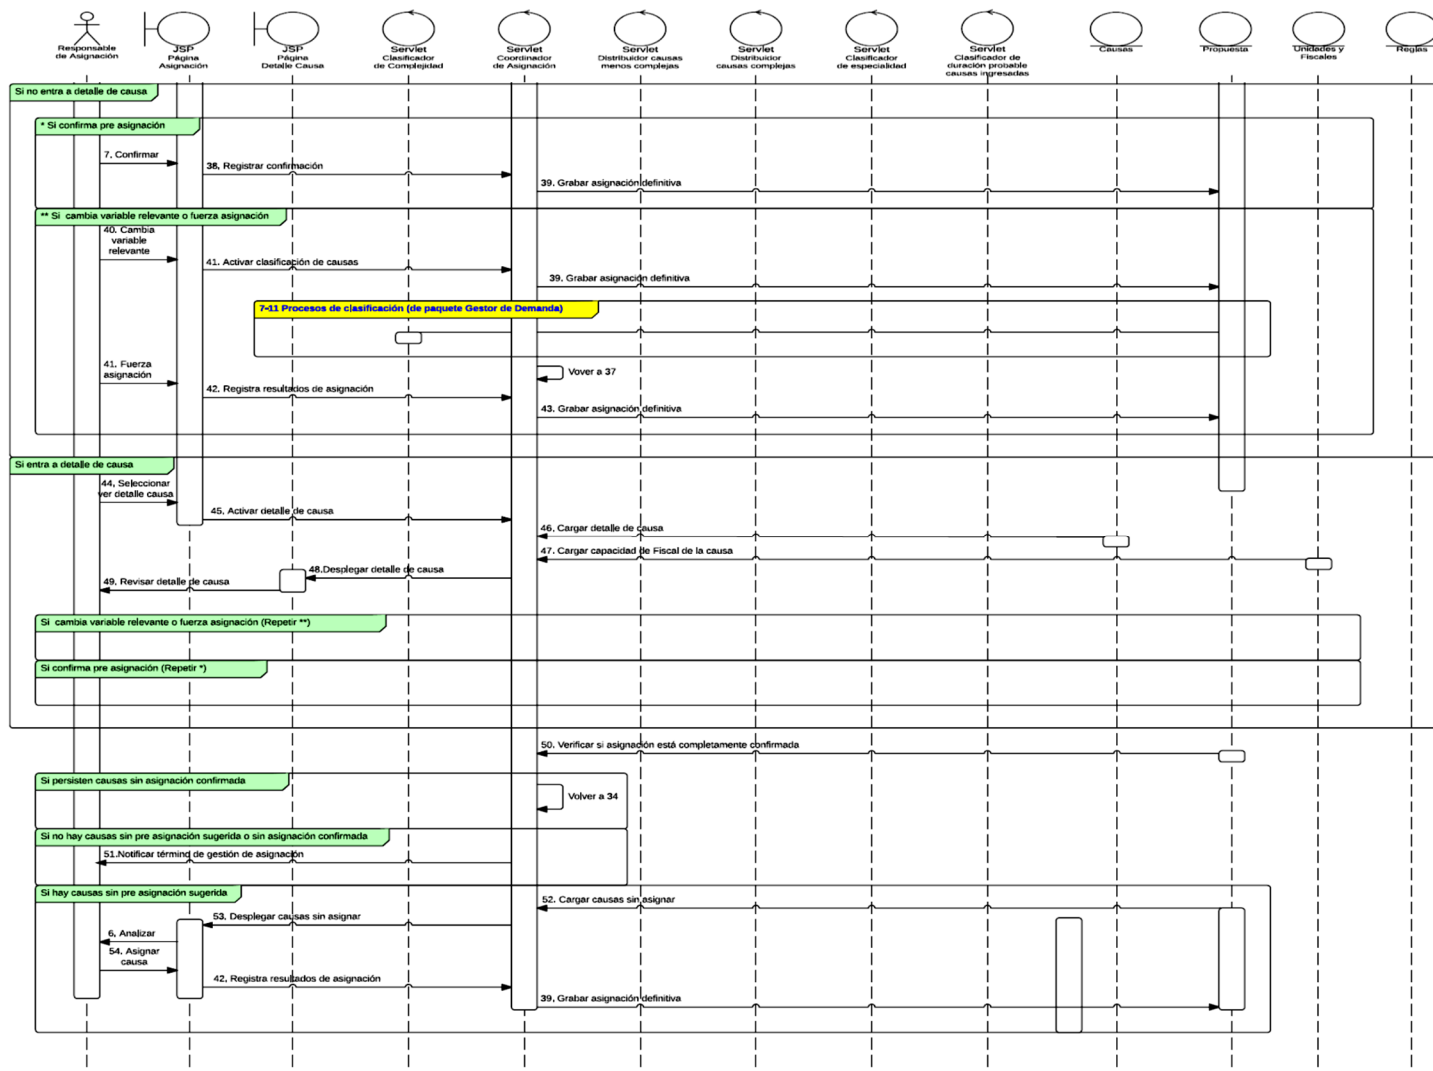 Responsable
de Asignación
JSP
Página
Asignación
JSP
Página
Detalle Causa
Servlet
Clasificador
de Complejidad
Servlet
Coordinador
de Asignación
Servlet
Distribuidor causas
menos complejas
Servlet
Distribuidor
causas complejas
Servlet
Clasificador
de especialidad
Servlet
Clasificador de
duración probable
causas ingresadas
Causas
Propuesta
Unidades y
Fiscales
Reglas
Si no entra a detalle de causa
* Si confirma pre asignación
7. Confirmar
38. Registrar confirmación
39. Grabar asignación definitiva
** Si cambia variable relevante o fuerza asignación
40. Cambia
variable
relevante
41. Activar clasificación de causas
39. Grabar asignación definitiva
7-11 Procesos de clasificación (de paquete Gestor de Demanda)
41. Fuerza
asignación
Vover a 37
42. Registra resultados de asignación
43. Grabar asignación definitiva
Si entra a detalle de causa
44. Seleccionar
ver detalle causa
45. Activar detalle de causa
46. Cargar detalle de causa
47. Cargar capacidad de Fiscal de la causa
48.Desplegar detalle de causa
49. Revisar detalle de causa
Si cambia variable relevante o fuerza asignación (Repetir **)
Si confirma pre asignación (Repetir *)
50. Verificar si asignación está completamente confirmada
Si persisten causas sin asignación confirmada
Volver a 34
Si no hay causas sin pre asignación sugerida o sin asignación confirmada
51.Notificar término de gestión de asignación
Si hay causas sin pre asignación sugerida
52. Cargar causas sin asignar
53. Desplegar causas sin asignar
6. Analizar
54. Asignar
causa
42. Registra resultados de asignación
39. Grabar asignación definitiva